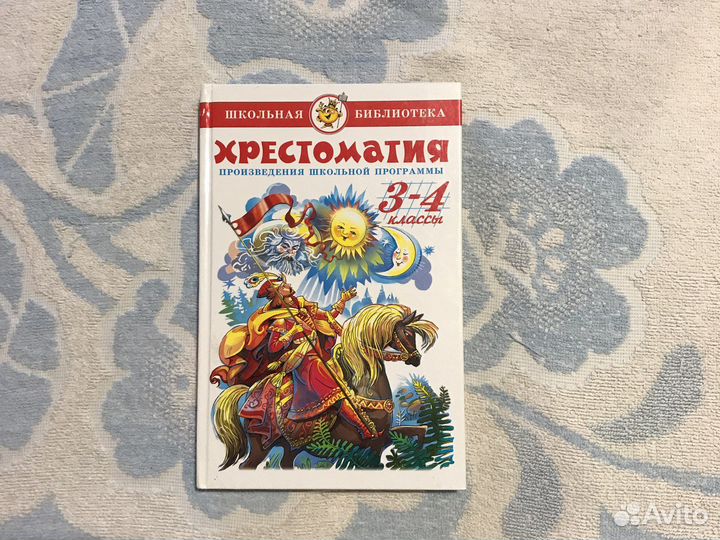 ШКОЛЬНАЯ БИБЛИОТЕКА
ХРЕСТОМАТИЯ
ПРОИЗВЕДЕНИЯ ШКОЛЬНОЙ ПРОГРАММЫ
3-4
классы
Avito